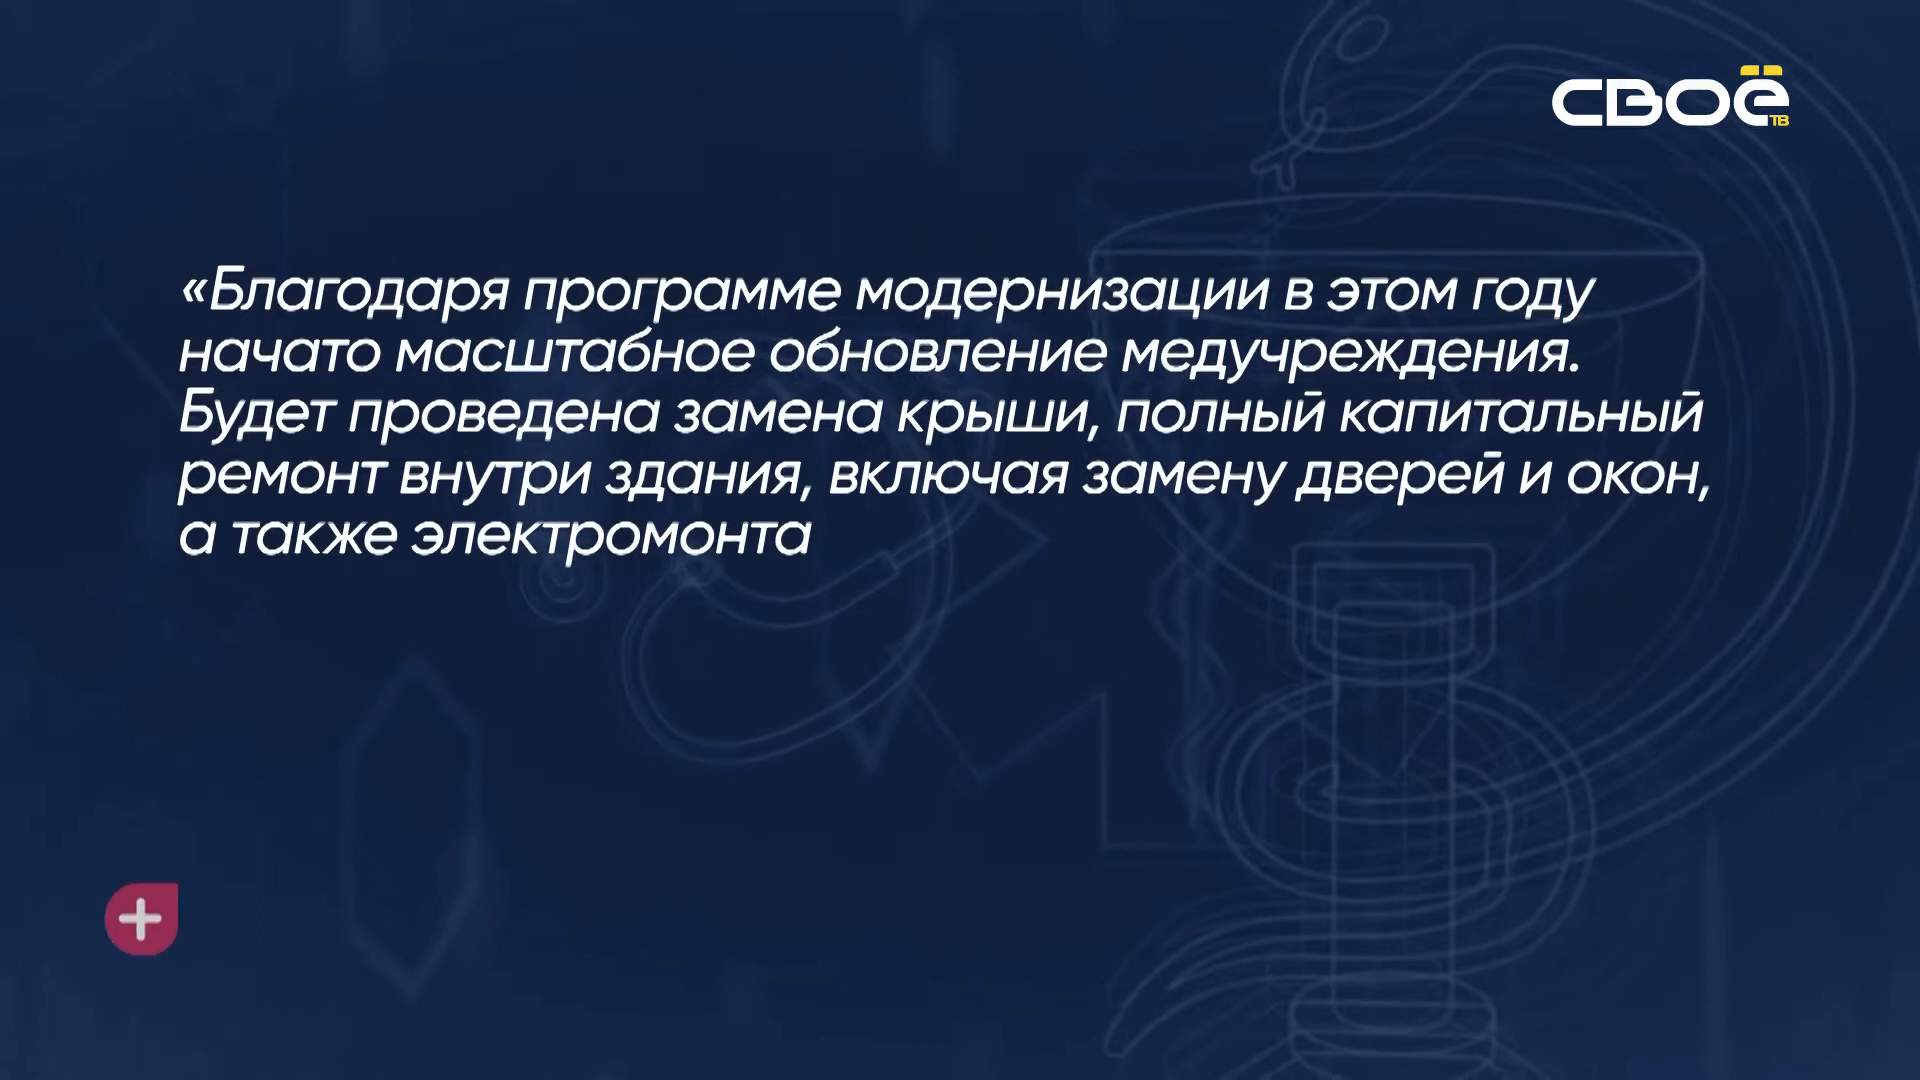 СВОЁ
ТВ
«Благодаря программе модернизации в этом году
начато масштабное обновление медучреждения.
Будет проведена замена крыши, полный капитальный
ремонт внутри здания, включая замену дверей и окон,
а также электромонта